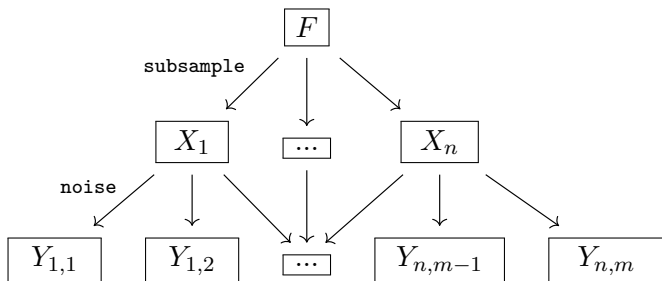 F
subsample
X_1 ... X_n
noise
Y_{1,1} Y_{1,2} ... Y_{n,m−1} Y_{n,m}